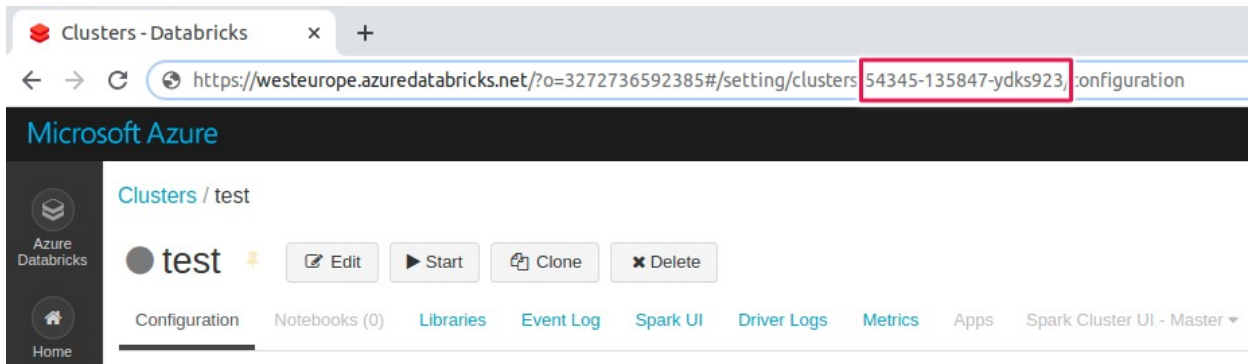 Clusters - Databricks
https://westeurope.azuredatabricks.net/?o=3272736592385#/setting/clusters 54345-135847-ydks923/ configuration
Microsoft Azure
Clusters / test
Azure Databricks
test Edit Start Clone Delete
Configuration Notebooks (0) Libraries Event Log Spark UI Driver Logs Metrics Apps Spark Cluster UI - Master
Home